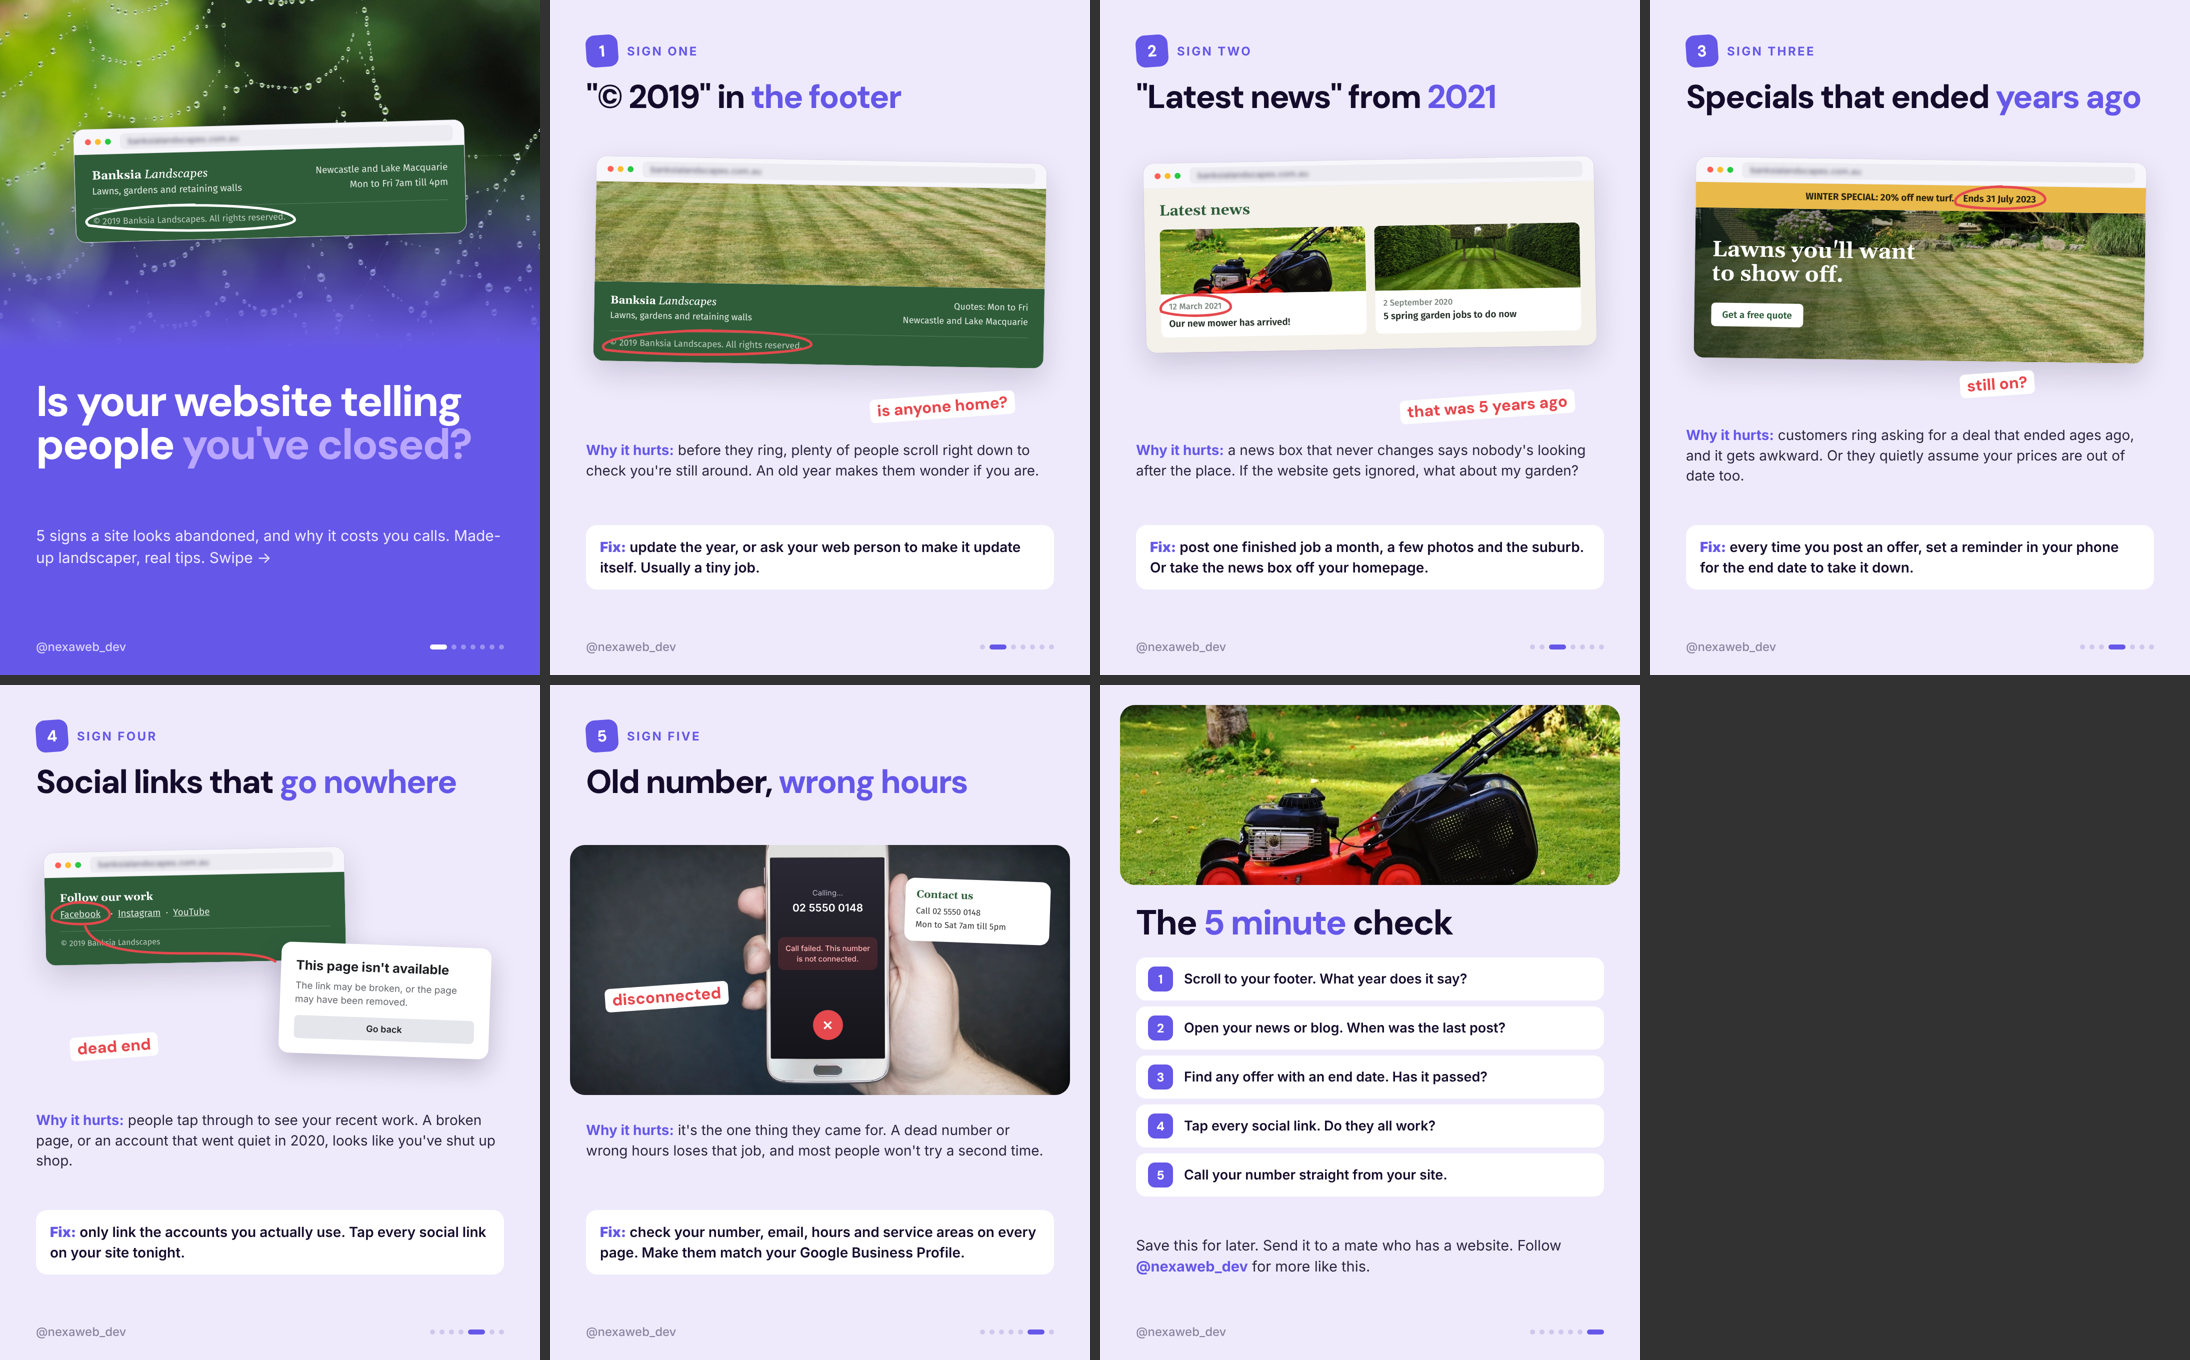 banksialandscapes.com.au
Banksia Landscapes
Lawns, gardens and retaining walls
Newcastle and Lake Macquarie
Mon to Fri 7am till 4pm
© 2019 Banksia Landscapes. All rights reserved.
Is your website telling
people you've closed?
5 signs a site looks abandoned, and why it costs you calls. Made-
up landscaper, real tips. Swipe →
@nexaweb_dev
1 SIGN ONE
"© 2019" in the footer
banksialandscapes.com.au
Banksia Landscapes
Lawns, gardens and retaining walls
Quotes: Mon to Fri
Newcastle and Lake Macquarie
© 2019 Banksia Landscapes. All rights reserved.
is anyone home?
Why it hurts: before they ring, plenty of people scroll right down to
check you're still around. An old year makes them wonder if you are.
Fix: update the year, or ask your web person to make it update
itself. Usually a tiny job.
@nexaweb_dev
2 SIGN TWO
"Latest news" from 2021
banksialandscapes.com.au
Latest news
12 March 2021
Our new mower has arrived!
2 September 2020
5 spring garden jobs to do now
that was 5 years ago
Why it hurts: a news box that never changes says nobody's looking
after the place. If the website gets ignored, what about my garden?
Fix: post one finished job a month, a few photos and the suburb.
Or take the news box off your homepage.
@nexaweb_dev
3 SIGN THREE
Specials that ended years ago
banksialandscapes.com.au
WINTER SPECIAL: 20% off new turf. Ends 31 July 2023
Lawns you'll want
to show off.
Get a free quote
still on?
Why it hurts: customers ring asking for a deal that ended ages ago,
and it gets awkward. Or they quietly assume your prices are out of
date too.
Fix: every time you post an offer, set a reminder in your phone
for the end date to take it down.
@nexaweb_dev
4 SIGN FOUR
Social links that go nowhere
banksialandscapes.com.au
Follow our work
Facebook · Instagram · YouTube
© 2019 Banksia Landscapes
This page isn't available
The link may be broken, or the page
may have been removed.
Go back
dead end
Why it hurts: people tap through to see your recent work. A broken
page, or an account that went quiet in 2020, looks like you've shut up
shop.
Fix: only link the accounts you actually use. Tap every social link
on your site tonight.
@nexaweb_dev
5 SIGN FIVE
Old number, wrong hours
Calling...
02 5550 0148
Call failed. This number
is not connected.
Contact us
Call 02 5550 0148
Mon to Sat 7am till 5pm
disconnected
Why it hurts: it's the one thing they came for. A dead number or
wrong hours loses that job, and most people won't try a second time.
Fix: check your number, email, hours and service areas on every
page. Make them match your Google Business Profile.
@nexaweb_dev
The 5 minute check
1 Scroll to your footer. What year does it say?
2 Open your news or blog. When was the last post?
3 Find any offer with an end date. Has it passed?
4 Tap every social link. Do they all work?
5 Call your number straight from your site.
Save this for later. Send it to a mate who has a website. Follow
@nexaweb_dev for more like this.
@nexaweb_dev